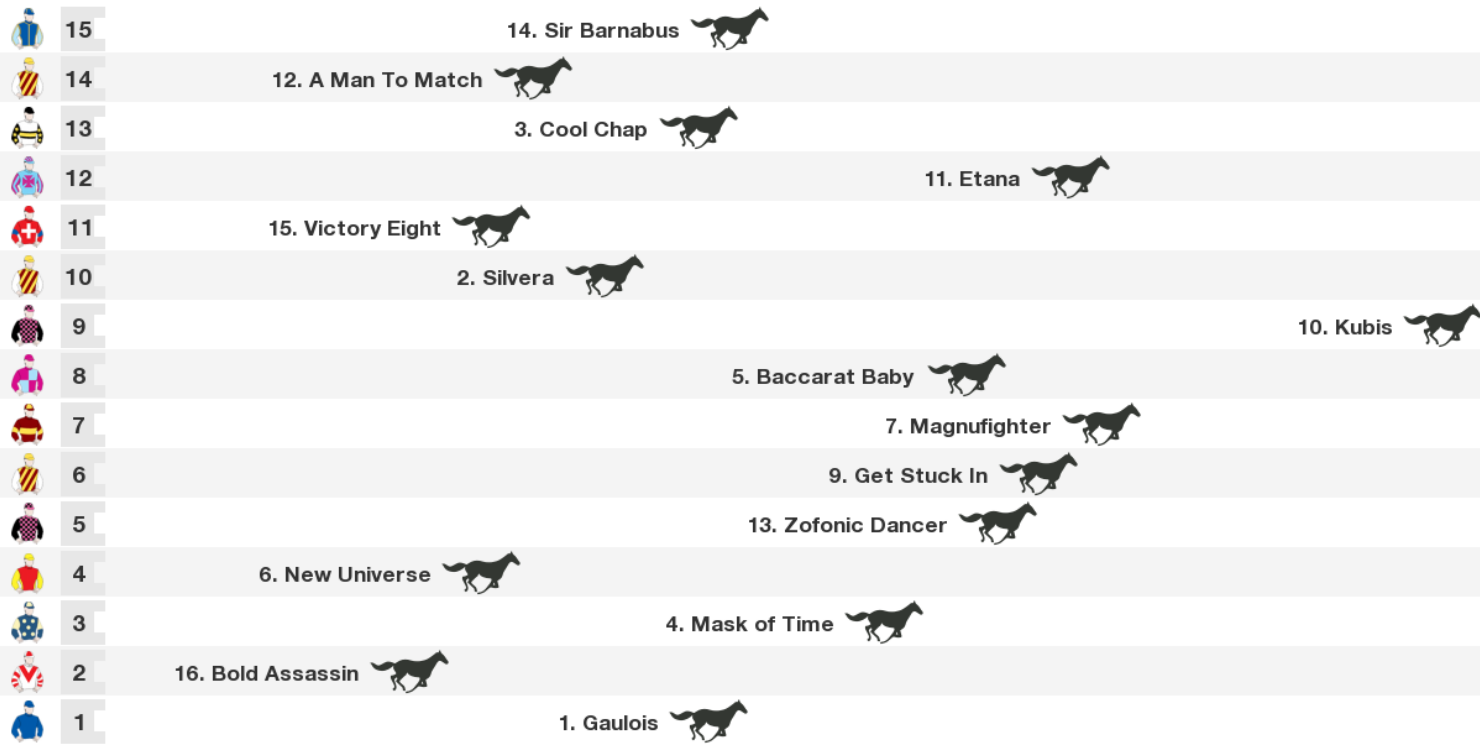 15 14. Sir Barnabus
14 12. A Man To Match
13 3. Cool Chap
12 11. Etana
11 15. Victory Eight
10 2. Silvera
9 10. Kubis
8 5. Baccarat Baby
7 7. Magnufighter
6 9. Get Stuck In
5 13. Zofonic Dancer
4 6. New Universe
3 4. Mask of Time
2 16. Bold Assassin
1 1. Gaulois